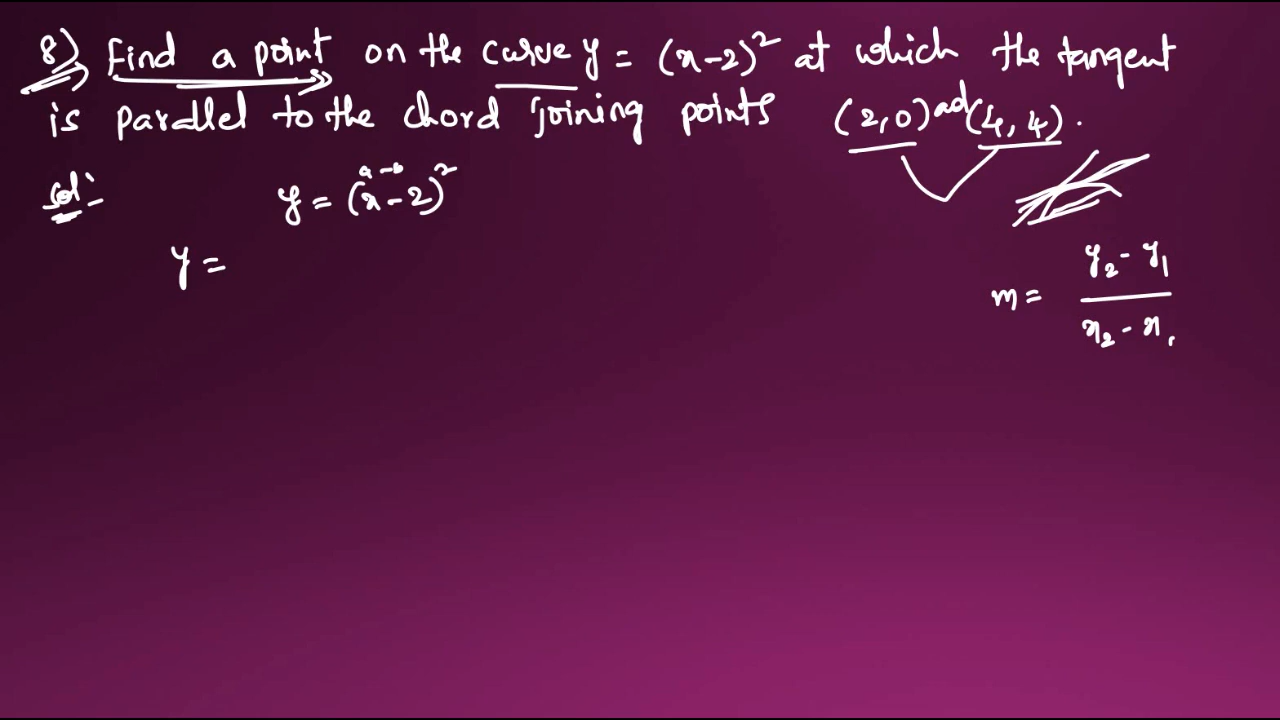 8) Find a point on the curve y = (x-2)² at which the tangent
is parallel to the chord joining points (2,0) ad (4,4).
Sol:-
a-b
y = (x-2)²
y =
m = y₂ - y₁ / x₂ - x₁